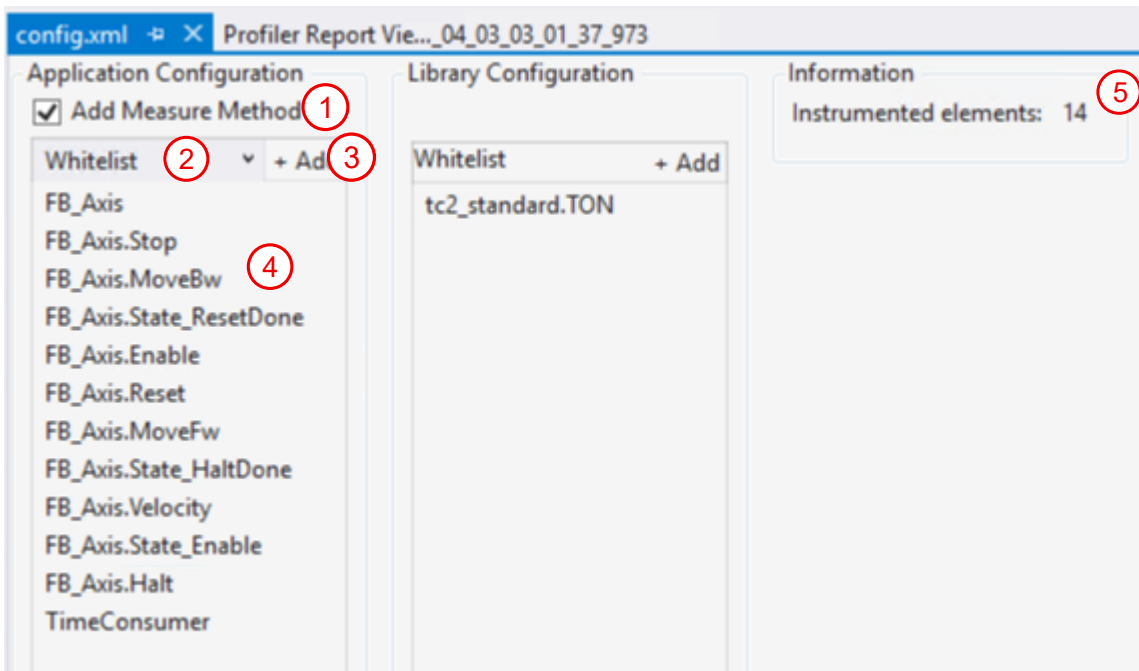 config.xml Profiler Report Vie..._04_03_03_01_37_973
Application Configuration
Add Measure Method 1
Whitelist 2 + Ad 3
FB_Axis
FB_Axis.Stop
FB_Axis.MoveBw 4
FB_Axis.State_ResetDone
FB_Axis.Enable
FB_Axis.Reset
FB_Axis.MoveFw
FB_Axis.State_HaltDone
FB_Axis.Velocity
FB_Axis.State_Enable
FB_Axis.Halt
TimeConsumer
Library Configuration
Whitelist + Add
tc2_standard.TON
Information
Instrumented elements: 14 5